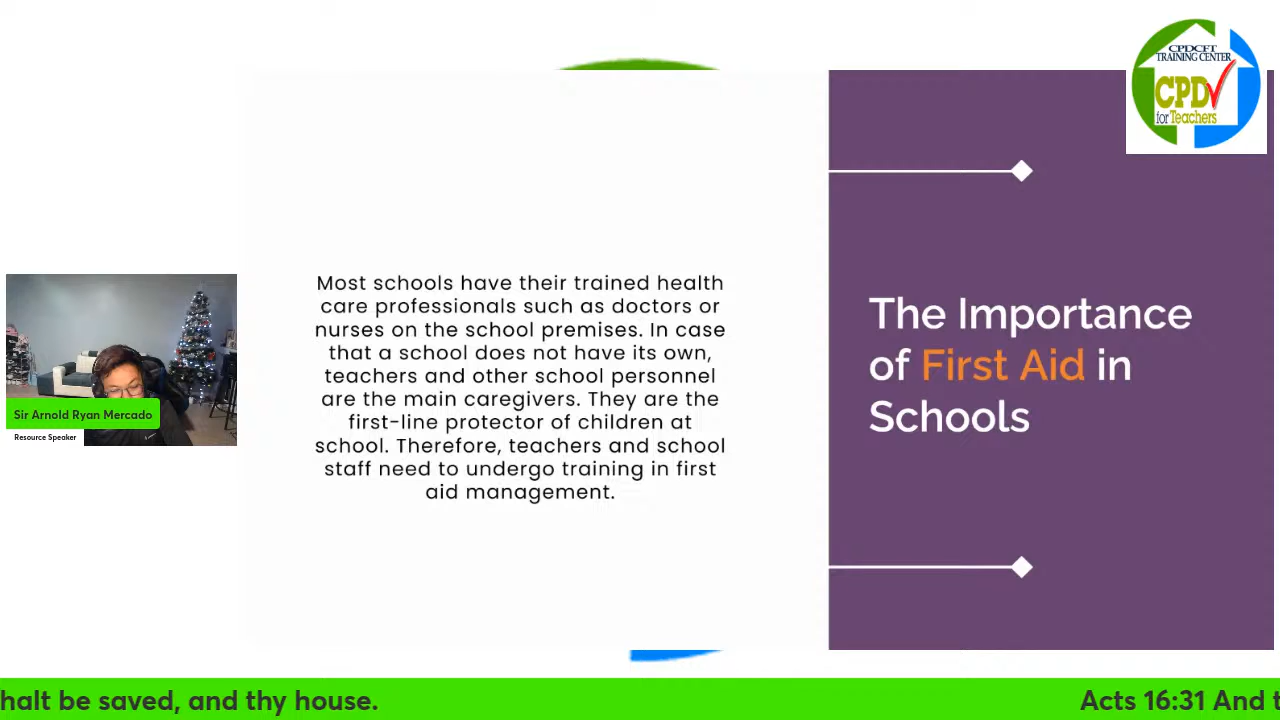 CPDCFT
TRAINING CENTER
CPD
for Teachers
Most schools have their trained health
care professionals such as doctors or
nurses on the school premises. In case
that a school does not have its own,
teachers and other school personnel
are the main caregivers. They are the
first-line protector of children at
school. Therefore, teachers and school
staff need to undergo training in first
aid management.
The Importance
of First Aid in
Schools
Sir Arnold Ryan Mercado
Resource Speaker
halt be saved, and thy house.
Acts 16:31 And t